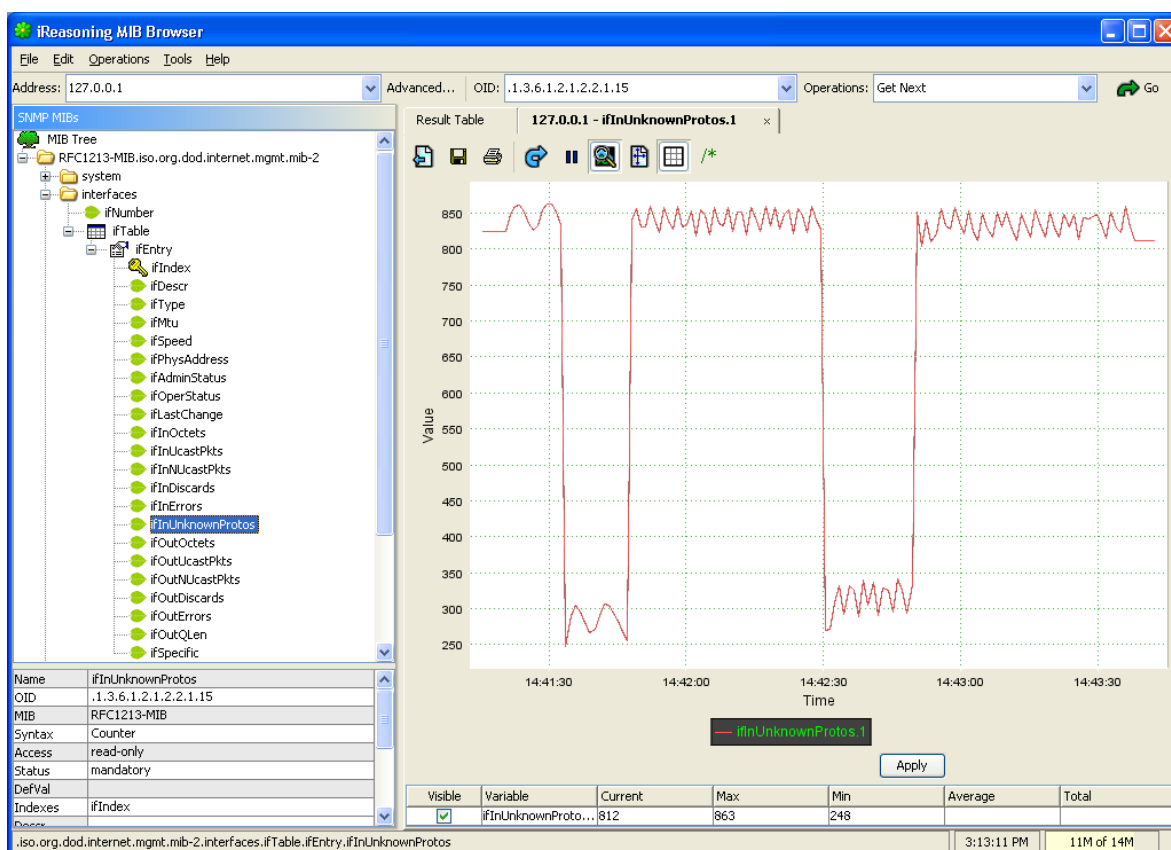 iReasoning MIB Browser
File Edit Operations Tools Help
Address: 127.0.0.1 Advanced... OID: .1.3.6.1.2.1.2.2.1.15 Operations: Get Next Go
SNMP MIBs
MIB Tree
RFC1213-MIB.iso.org.dod.internet.mgmt.mib-2
system
interfaces
ifNumber
ifTable
ifEntry
ifIndex
ifDescr
ifType
ifMtu
ifSpeed
ifPhysAddress
ifAdminStatus
ifOperStatus
ifLastChange
ifInOctets
ifInUcastPkts
ifInNUcastPkts
ifInDiscards
ifInErrors
ifInUnknownProtos
ifOutOctets
ifOutUcastPkts
ifOutNUcastPkts
ifOutDiscards
ifOutErrors
ifOutQLen
ifSpecific
Name ifInUnknownProtos
OID .1.3.6.1.2.1.2.2.1.15
MIB RFC1213-MIB
Syntax Counter
Access read-only
Status mandatory
DefVal
Indexes ifIndex
Descr
Result Table 127.0.0.1 - ifInUnknownProtos.1 ×
/*
850
800
750
700
650
600
550
500
450
400
350
300
250
Value
14:41:30 14:42:00 14:42:30 14:43:00 14:43:30
Time
ifInUnknownProtos.1
Apply
Visible Variable Current Max Min Average Total
ifInUnknownProto... 812 863 248
.iso.org.dod.internet.mgmt.mib-2.interfaces.ifTable.ifEntry.ifInUnknownProtos 3:13:11 PM 11M of 14M